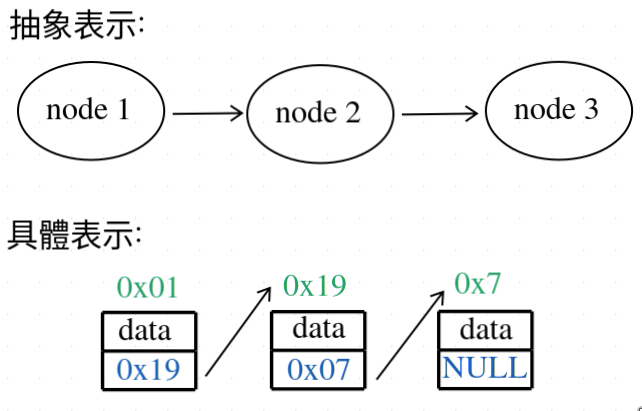 抽象表示:
node 1 node 2 node 3
具體表示:
0x01 0x19 0x7
data data data
0x19 0x07 NULL